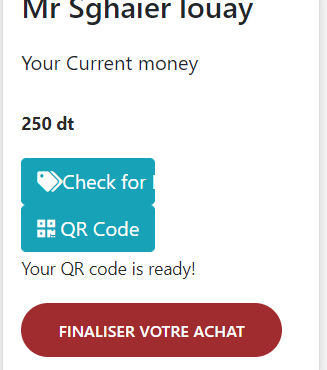 Mr Sghaier louay
Your Current money
250 dt
Check for
QR Code
Your QR code is ready!
FINALISER VOTRE ACHAT